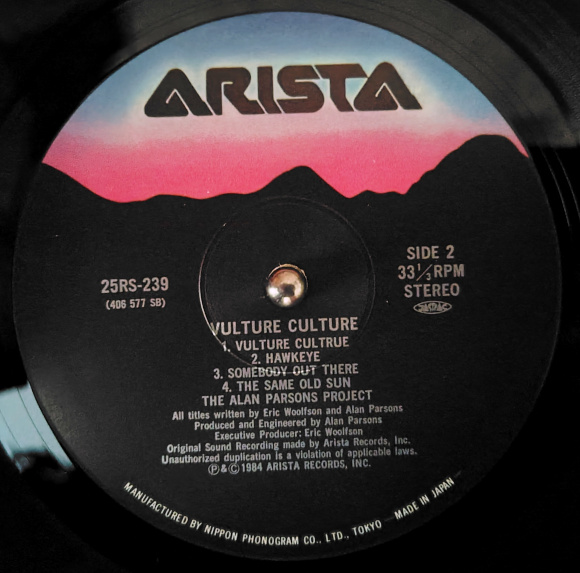 ARISTA
SIDE 2
33 1/3 RPM
STEREO
25RS-239
(406 577 SB)
VULTURE CULTURE
1. VULTURE CULTRUE
2. HAWKEYE
3. SOMEBODY OUT THERE
4. THE SAME OLD SUN
THE ALAN PARSONS PROJECT
All titles written by Eric Woolfson and Alan Parsons
Produced and Engineered by Alan Parsons
Executive Producer: Eric Woolfson
Original Sound Recording made by Arista Records, Inc.
Unauthorized duplication is a violation of applicable laws.
℗&©1984 ARISTA RECORDS, INC.
MANUFACTURED BY NIPPON PHONOGRAM CO., LTD., TOKYO — MADE IN JAPAN